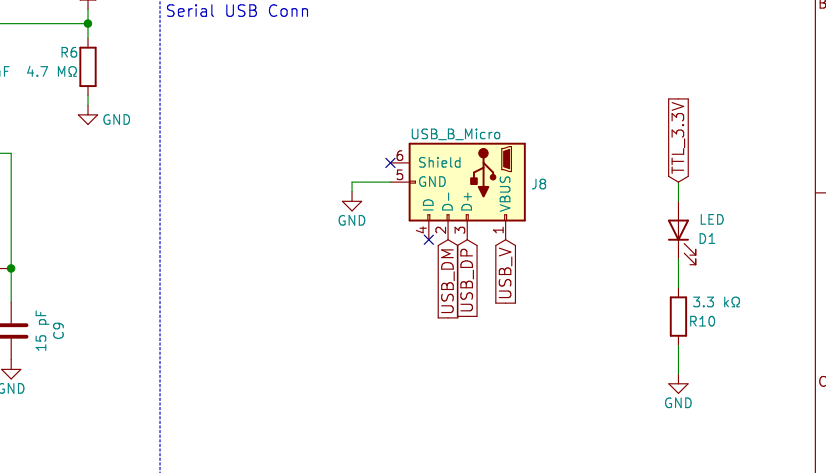 Serial USB Conn
R6
F 4.7 MΩ
GND
USB_B_Micro
6 Shield
5 GND
J8
ID D- D+ VBUS
4 2 3 1
GND
USB_DM
USB_DP
USB_V
TTL_3.3V
LED
D1
3.3 kΩ
R10
GND
15 pF
C9
GND
B
C